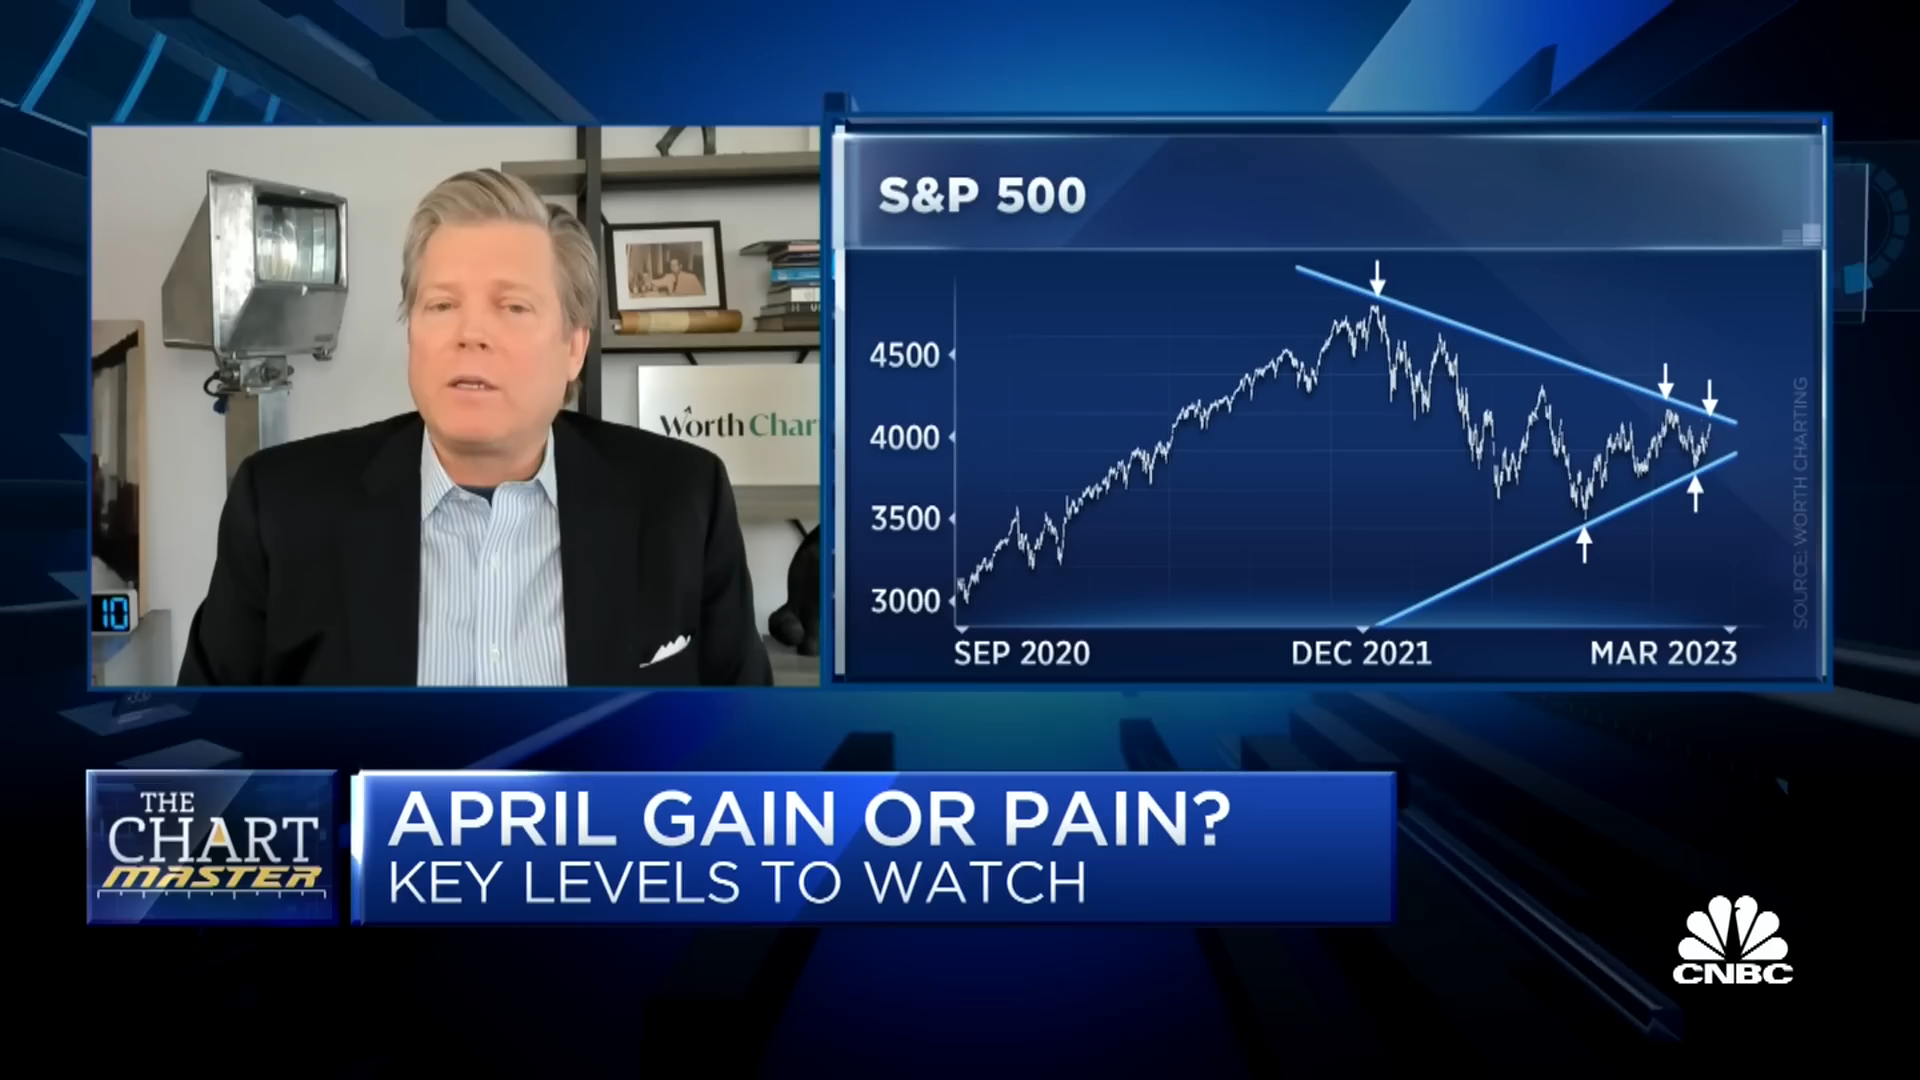 S&P 500
4500
4000
3500
3000
SEP 2020
DEC 2021
MAR 2023
SOURCE: WORTH CHARTING
Worth Char
10
THE
CHART
MASTER
APRIL GAIN OR PAIN?
KEY LEVELS TO WATCH
CNBC